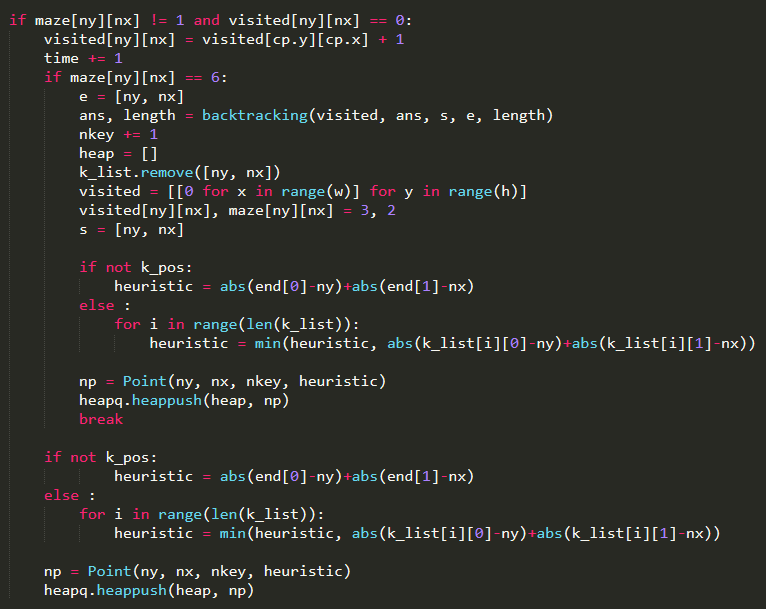 if maze[ny][nx] != 1 and visited[ny][nx] == 0:
    visited[ny][nx] = visited[cp.y][cp.x] + 1
    time += 1
    if maze[ny][nx] == 6:
        e = [ny, nx]
        ans, length = backtracking(visited, ans, s, e, length)
        nkey += 1
        heap = []
        k_list.remove([ny, nx])
        visited = [[0 for x in range(w)] for y in range(h)]
        visited[ny][nx], maze[ny][nx] = 3, 2
        s = [ny, nx]

        if not k_pos:
            heuristic = abs(end[0]-ny)+abs(end[1]-nx)
        else :
            for i in range(len(k_list)):
                heuristic = min(heuristic, abs(k_list[i][0]-ny)+abs(k_list[i][1]-nx))

        np = Point(ny, nx, nkey, heuristic)
        heapq.heappush(heap, np)
        break

    if not k_pos:
            heuristic = abs(end[0]-ny)+abs(end[1]-nx)
    else :
        for i in range(len(k_list)):
            heuristic = min(heuristic, abs(k_list[i][0]-ny)+abs(k_list[i][1]-nx))

    np = Point(ny, nx, nkey, heuristic)
    heapq.heappush(heap, np)